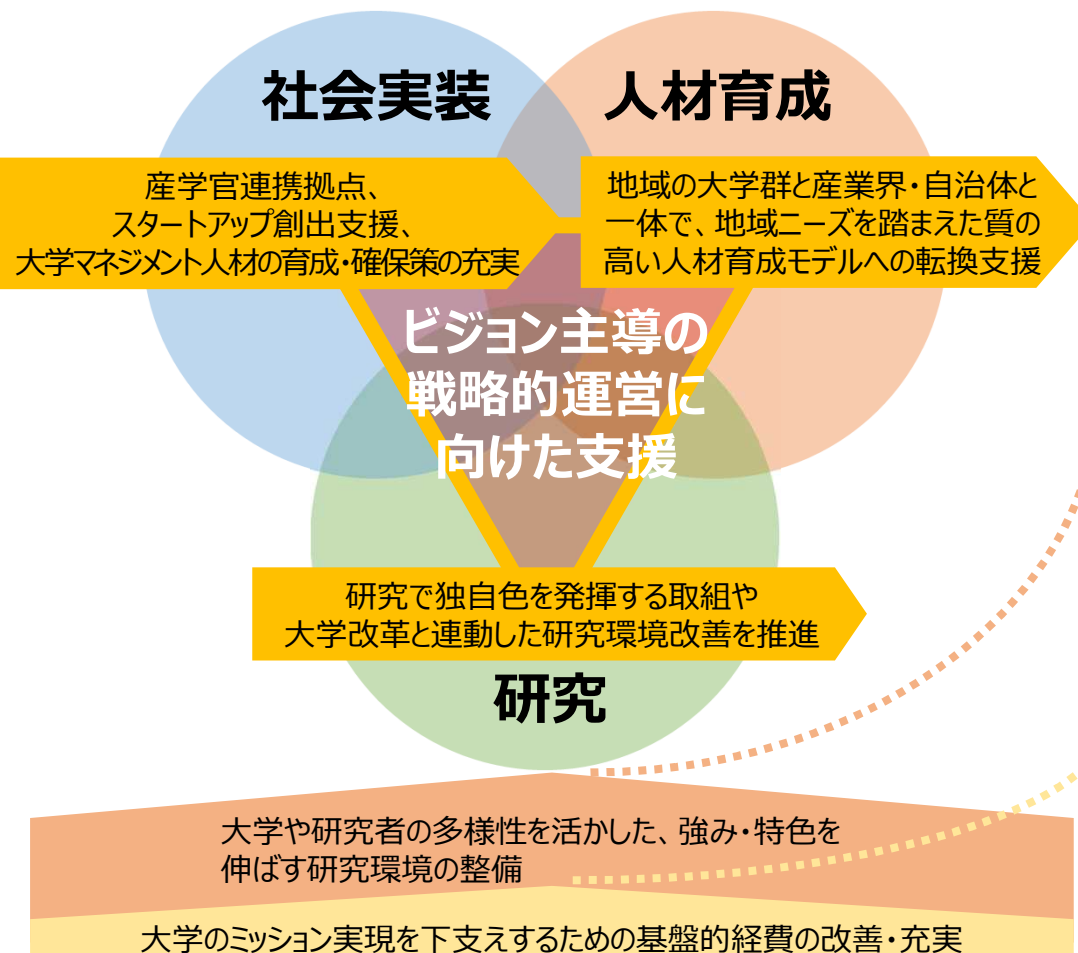 社会実装
人材育成
産学官連携拠点、
スタートアップ創出支援、
大学マネジメント人材の育成・確保策の充実
地域の大学群と産業界・自治体と
一体で、地域ニーズを踏まえた質の
高い人材育成モデルへの転換支援
ビジョン主導の
戦略的運営に
向けた支援
研究で独自色を発揮する取組や
大学改革と連動した研究環境改善を推進
研究
大学や研究者の多様性を活かした、強み・特色を
伸ばす研究環境の整備
大学のミッション実現を下支えするための基盤的経費の改善・充実